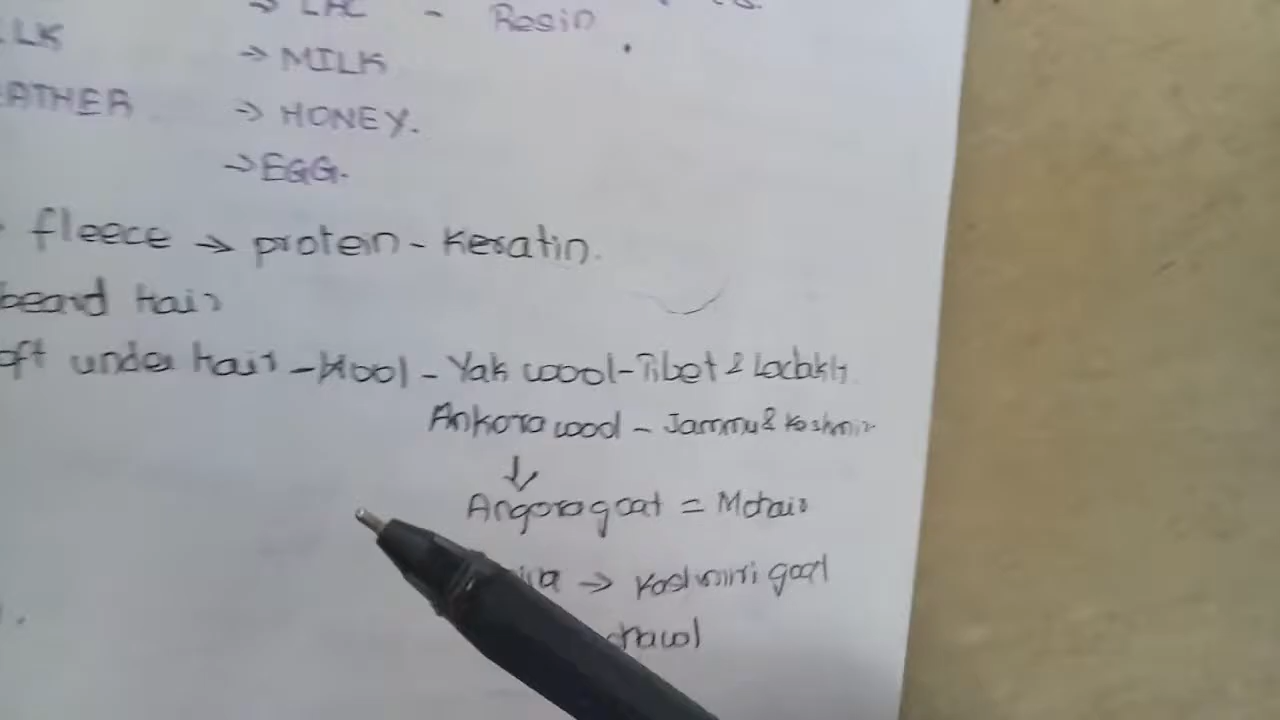 → LAC - Resin
LK → MILK
ATHER → HONEY.
→ EGG.
fleece → protein - Keratin.
beard hair
oft under hair - Wool - Yak wool - Tibet & Ladakh
Ankora wool - Jammu & Kashmir
↓
Angora goat = Mohair
→ Kashmiri goat